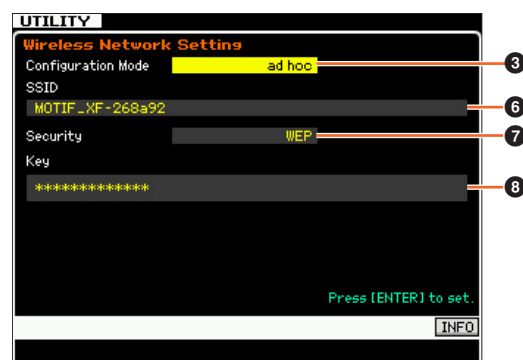 UTILITY
Wireless Network Setting
Configuration Mode ad hoc
3
SSID
MOTIF_XF-268a92
6
Security WEP
7
Key
*************
8
Press [ENTER] to set.
INFO